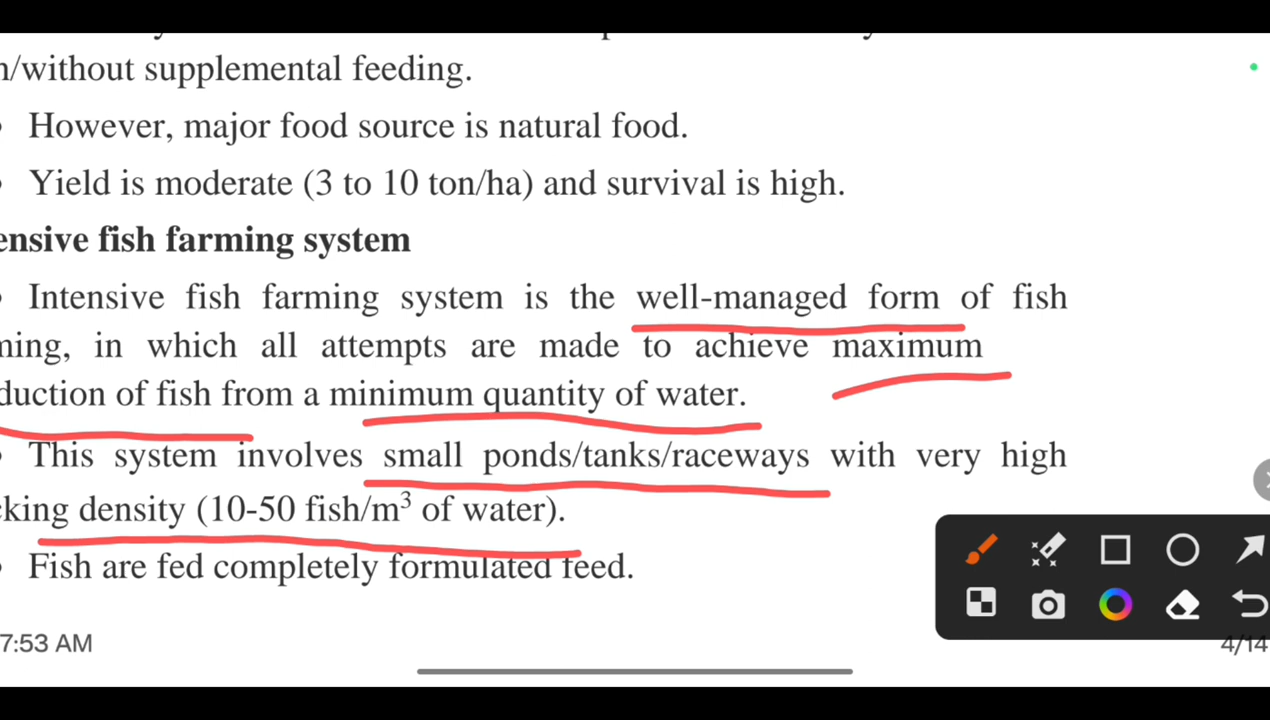 n/without supplemental feeding.
However, major food source is natural food.
Yield is moderate (3 to 10 ton/ha) and survival is high.
ensive fish farming system
Intensive fish farming system is the well-managed form of fish
ming, in which all attempts are made to achieve maximum
duction of fish from a minimum quantity of water.
This system involves small ponds/tanks/raceways with very high
cking density (10-50 fish/m³ of water).
Fish are fed completely formulated feed.
7:53 AM
4/14